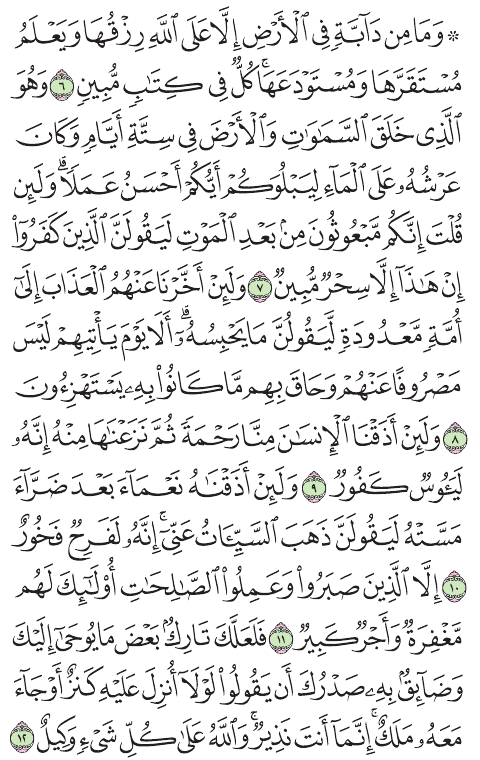 ۞ وَمَا مِن دَآبَّةٖ فِي ٱلۡأَرۡضِ إِلَّا عَلَى ٱللَّهِ رِزۡقُهَا وَيَعۡلَمُ
مُسۡتَقَرَّهَا وَمُسۡتَوۡدَعَهَاۚ كُلّٞ فِي كِتَٰبٖ مُّبِينٖ ٦ وَهُوَ
ٱلَّذِي خَلَقَ ٱلسَّمَٰوَٰتِ وَٱلۡأَرۡضَ فِي سِتَّةِ أَيَّامٖ وَكَانَ
عَرۡشُهُۥ عَلَى ٱلۡمَآءِ لِيَبۡلُوَكُمۡ أَيُّكُمۡ أَحۡسَنُ عَمَلٗاۗ وَلَئِن
قُلۡتَ إِنَّكُم مَّبۡعُوثُونَ مِنۢ بَعۡدِ ٱلۡمَوۡتِ لَيَقُولَنَّ ٱلَّذِينَ كَفَرُوٓاْ
إِنۡ هَٰذَآ إِلَّا سِحۡرٞ مُّبِينٞ ٧ وَلَئِنۡ أَخَّرۡنَا عَنۡهُمُ ٱلۡعَذَابَ إِلَىٰٓ
أُمَّةٖ مَّعۡدُودَةٖ لَّيَقُولُنَّ مَا يَحۡبِسُهُۥٓۗ أَلَا يَوۡمَ يَأۡتِيهِمۡ لَيۡسَ
مَصۡرُوفًا عَنۡهُمۡ وَحَاقَ بِهِم مَّا كَانُواْ بِهِۦ يَسۡتَهۡزِءُونَ
٨ وَلَئِنۡ أَذَقۡنَا ٱلۡإِنسَٰنَ مِنَّا رَحۡمَةٗ ثُمَّ نَزَعۡنَٰهَا مِنۡهُ إِنَّهُۥ
لَيَـُٔوسٞ كَفُورٞ ٩ وَلَئِنۡ أَذَقۡنَٰهُ نَعۡمَآءَ بَعۡدَ ضَرَّآءَ
مَسَّتۡهُ لَيَقُولَنَّ ذَهَبَ ٱلسَّيِّـَٔاتُ عَنِّيٓۚ إِنَّهُۥ لَفَرِحٞ فَخُورٌ
١٠ إِلَّا ٱلَّذِينَ صَبَرُواْ وَعَمِلُواْ ٱلصَّٰلِحَٰتِ أُوْلَٰٓئِكَ لَهُم
مَّغۡفِرَةٞ وَأَجۡرٞ كَبِيرٞ ١١ فَلَعَلَّكَ تَارِكُۢ بَعۡضَ مَا يُوحَىٰٓ إِلَيۡكَ
وَضَآئِقُۢ بِهِۦ صَدۡرُكَ أَن يَقُولُواْ لَوۡلَآ أُنزِلَ عَلَيۡهِ كَنزٌ أَوۡ جَآءَ
مَعَهُۥ مَلَكٌۚ إِنَّمَآ أَنتَ نَذِيرٞۚ وَٱللَّهُ عَلَىٰ كُلِّ شَيۡءٖ وَكِيلٌ ١٢